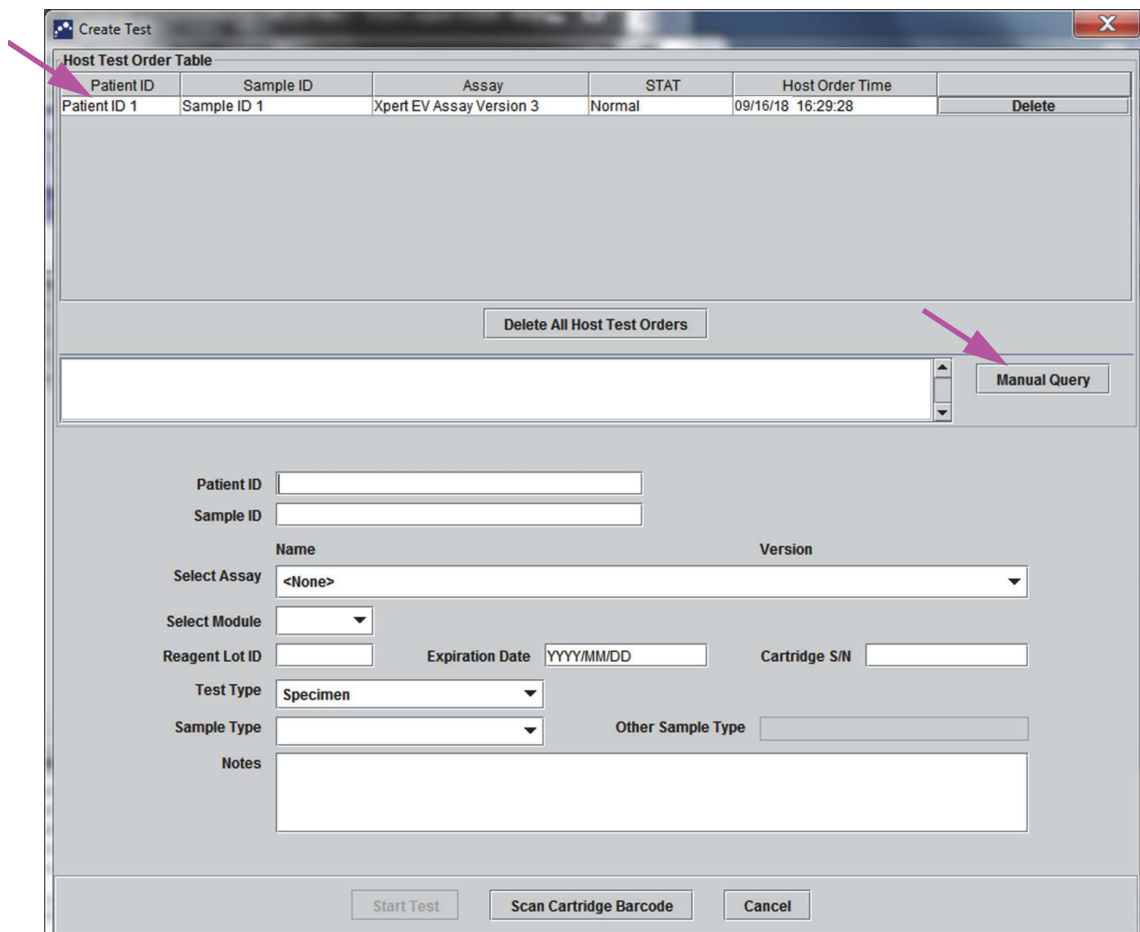 Create Test
Host Test Order Table
Patient ID Sample ID Assay STAT Host Order Time
Patient ID 1 Sample ID 1 Xpert EV Assay Version 3 Normal 09/16/18 16:29:28 Delete
Delete All Host Test Orders
Manual Query
Patient ID
Sample ID
Name Version
Select Assay <None>
Select Module
Reagent Lot ID Expiration Date YYYY/MM/DD Cartridge S/N
Test Type Specimen
Sample Type Other Sample Type
Notes
Start Test Scan Cartridge Barcode Cancel